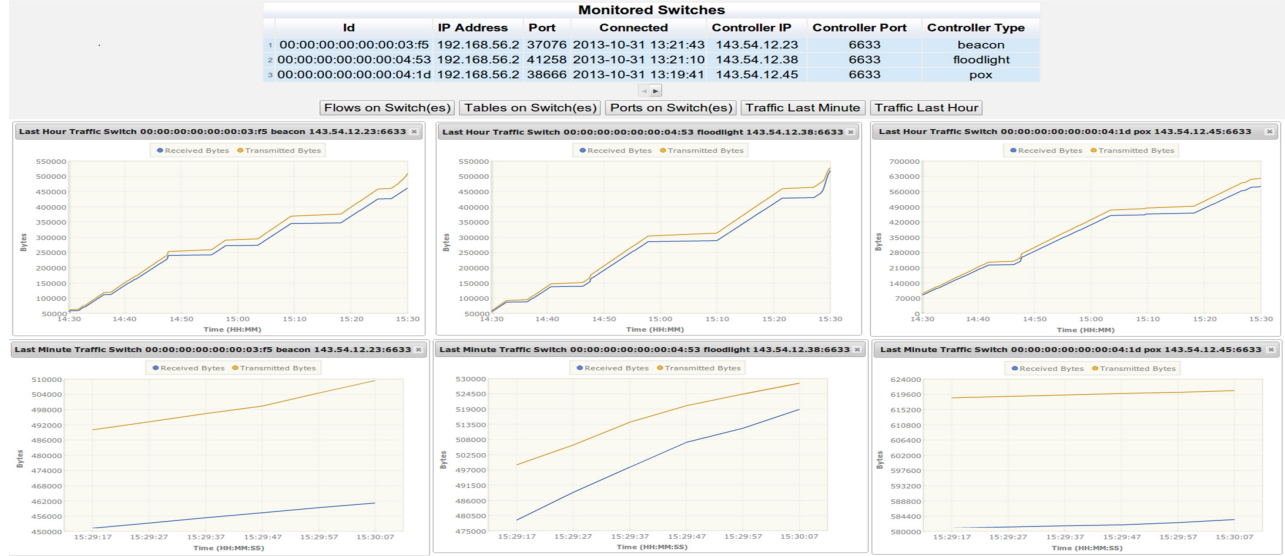 Monitored Switches
Id IP Address Port Connected Controller IP Controller Port Controller Type
1 00:00:00:00:00:00:03:f5 192.168.56.2 37076 2013-10-31 13:21:43 143.54.12.23 6633 beacon
2 00:00:00:00:00:00:04:53 192.168.56.2 41258 2013-10-31 13:21:10 143.54.12.38 6633 floodlight
3 00:00:00:00:00:00:04:1d 192.168.56.2 38666 2013-10-31 13:19:41 143.54.12.45 6633 pox
Flows on Switch(es) Tables on Switch(es) Ports on Switch(es) Traffic Last Minute Traffic Last Hour
Last Hour Traffic Switch 00:00:00:00:00:00:03:f5 beacon 143.54.12.23:6633
Received Bytes Transmitted Bytes
550000
500000
450000
400000
350000
300000
250000
200000
150000
100000
50000
Bytes
14:30 14:40 14:50 15:00 15:10 15:20 15:30
Time (HH:MM)
Last Hour Traffic Switch 00:00:00:00:00:00:04:53 floodlight 143.54.12.38:6633
Received Bytes Transmitted Bytes
550000
500000
450000
400000
350000
300000
250000
200000
150000
100000
50000
Bytes
14:30 14:40 14:50 15:00 15:10 15:20 15:30
Time (HH:MM)
Last Hour Traffic Switch 00:00:00:00:00:00:04:1d pox 143.54.12.45:6633
Received Bytes Transmitted Bytes
700000
630000
560000
490000
420000
350000
280000
210000
140000
70000
0
Bytes
14:30 14:40 14:50 15:00 15:10 15:20 15:30
Time (HH:MM)
Last Minute Traffic Switch 00:00:00:00:00:00:03:f5 beacon 143.54.12.23:6633
Received Bytes Transmitted Bytes
510000
504000
498000
492000
486000
480000
474000
468000
462000
456000
450000
Bytes
15:29:17 15:29:27 15:29:37 15:29:47 15:29:57 15:30:07
Time (HH:MM:SS)
Last Minute Traffic Switch 00:00:00:00:00:00:04:53 floodlight 143.54.12.38:6633
Received Bytes Transmitted Bytes
530000
524500
519000
513500
508000
502500
497000
491500
486000
480500
475000
Bytes
15:29:17 15:29:27 15:29:37 15:29:47 15:29:57 15:30:07
Time (HH:MM:SS)
Last Minute Traffic Switch 00:00:00:00:00:00:04:1d pox 143.54.12.45:6633
Received Bytes Transmitted Bytes
624000
619600
615200
610800
606400
602000
597600
593200
588800
584400
580000
Bytes
15:29:17 15:29:27 15:29:37 15:29:47 15:29:57 15:30:07
Time (HH:MM:SS)